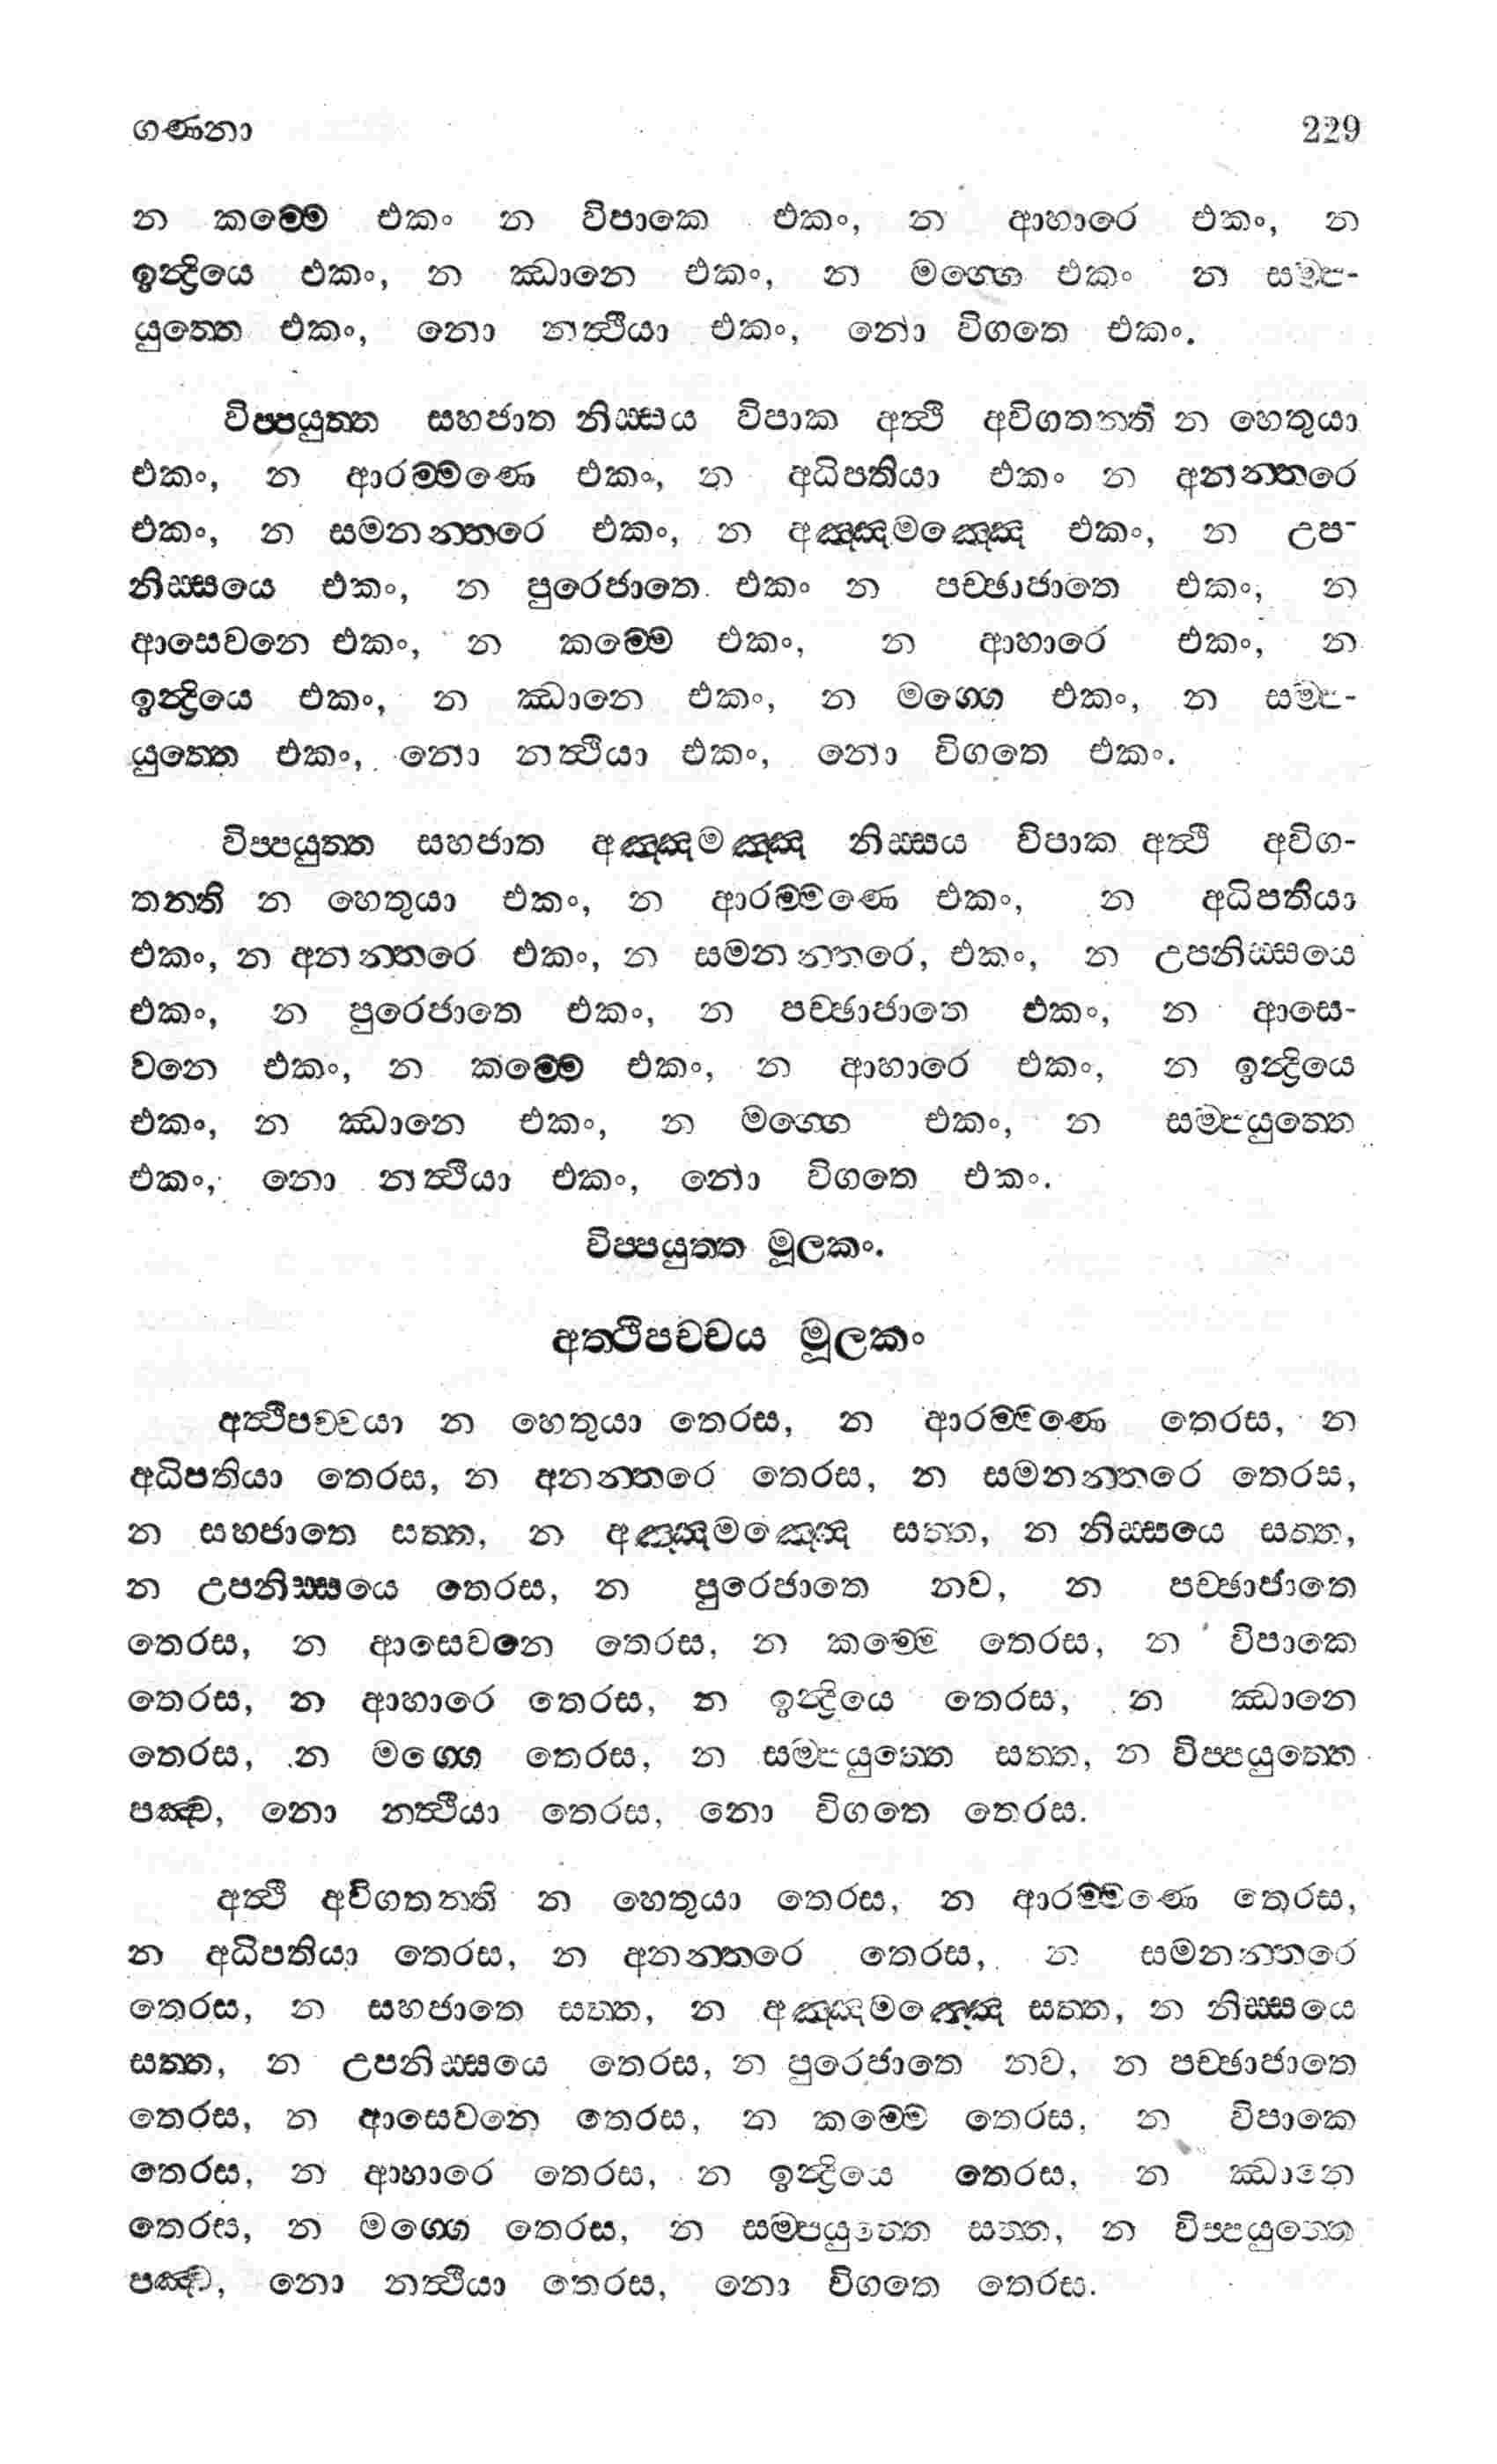 ගණනා 229
න කම්මෙ එකං න විපාකෙ එකං, න ආහාරෙ එකං, න
ඉන්ද්‍රියෙ එකං, න ඣානෙ එකං, න මග්ගෙ එකං න සම්ප-
යුත්තෙ එකං, නො නත්‍ථියා එකං, නො විගතෙ එකං.
විප්පයුත්ත සහජාත නිස්සය විපාක අත්‍ථි අවිගතන්ති න හෙතුයා
එකං, න ආරම්මණෙ එකං, න අධිපතියා එකං න අනන්තරෙ
එකං, න සමනන්තරෙ එකං, න අඤ්ඤමඤ්ඤෙ එකං, න උප-
නිස්සයෙ එකං, න පුරෙජාතෙ එකං න පච්ඡාජාතෙ එකං, න
ආසෙවනෙ එකං, න කම්මෙ එකං, න ආහාරෙ එකං, න
ඉන්ද්‍රියෙ එකං, න ඣානෙ එකං, න මග්ගෙ එකං, න සම්ප-
යුත්තෙ එකං, නො නත්‍ථියා එකං, නො විගතෙ එකං.
විප්පයුත්ත සහජාත අඤ්ඤමඤ්ඤ නිස්සය විපාක අත්‍ථි අවිග-
තන්ති න හෙතුයා එකං, න ආරම්මණෙ එකං, න අධිපතියා
එකං, න අනන්තරෙ එකං, න සමනන්තරෙ, එකං, න උපනිස්සයෙ
එකං, න පුරෙජාතෙ එකං, න පච්ඡාජාතෙ එකං, න ආසෙ-
වනෙ එකං, න කම්මෙ එකං, න ආහාරෙ එකං, න ඉන්ද්‍රියෙ
එකං, න ඣානෙ එකං, න මග්ගෙ එකං, න සම්පයුත්තෙ
එකං, නො නත්‍ථියා එකං, නො විගතෙ එකං.
විප්පයුත්ත මූලකං.
අත්‍ථිපච්චය මූලකං
අත්‍ථිපච්චයා න හෙතුයා තෙරස, න ආරම්මණෙ තෙරස, න
අධිපතියා තෙරස, න අනන්තරෙ තෙරස, න සමනන්තරෙ තෙරස,
න සහජාතෙ සත්ත, න අඤ්ඤමඤ්ඤෙ සත්ත, න නිස්සයෙ සත්ත,
න උපනිස්සයෙ තෙරස, න පුරෙජාතෙ නව, න පච්ඡාජාතෙ
තෙරස, න ආසෙවනෙ තෙරස, න කම්මෙ තෙරස, න විපාකෙ
තෙරස, න ආහාරෙ තෙරස, න ඉන්ද්‍රියෙ තෙරස, න ඣානෙ
තෙරස, න මග්ගෙ තෙරස, න සම්පයුත්තෙ සත්ත, න විප්පයුත්තෙ
පඤ්ච, නො නත්‍ථියා තෙරස, නො විගතෙ තෙරස.
අත්‍ථි අවිගතන්ති න හෙතුයා තෙරස, න ආරම්මණෙ තෙරස,
න අධිපතියා තෙරස, න අනන්තරෙ තෙරස, න සමනන්තරෙ
තෙරස, න සහජාතෙ සත්ත, න අඤ්ඤමඤ්ඤෙ සත්ත, න නිස්සයෙ
සත්ත, න උපනිස්සයෙ තෙරස, න පුරෙජාතෙ නව, න පච්ඡාජාතෙ
තෙරස, න ආසෙවනෙ තෙරස, න කම්මෙ තෙරස, න විපාකෙ
තෙරස, න ආහාරෙ තෙරස, න ඉන්ද්‍රියෙ තෙරස, න ඣානෙ
තෙරස, න මග්ගෙ තෙරස, න සම්පයුත්තෙ සත්ත, න විප්පයුත්තෙ
පඤ්ච, නො නත්‍ථියා තෙරස, නො විගතෙ තෙරස.